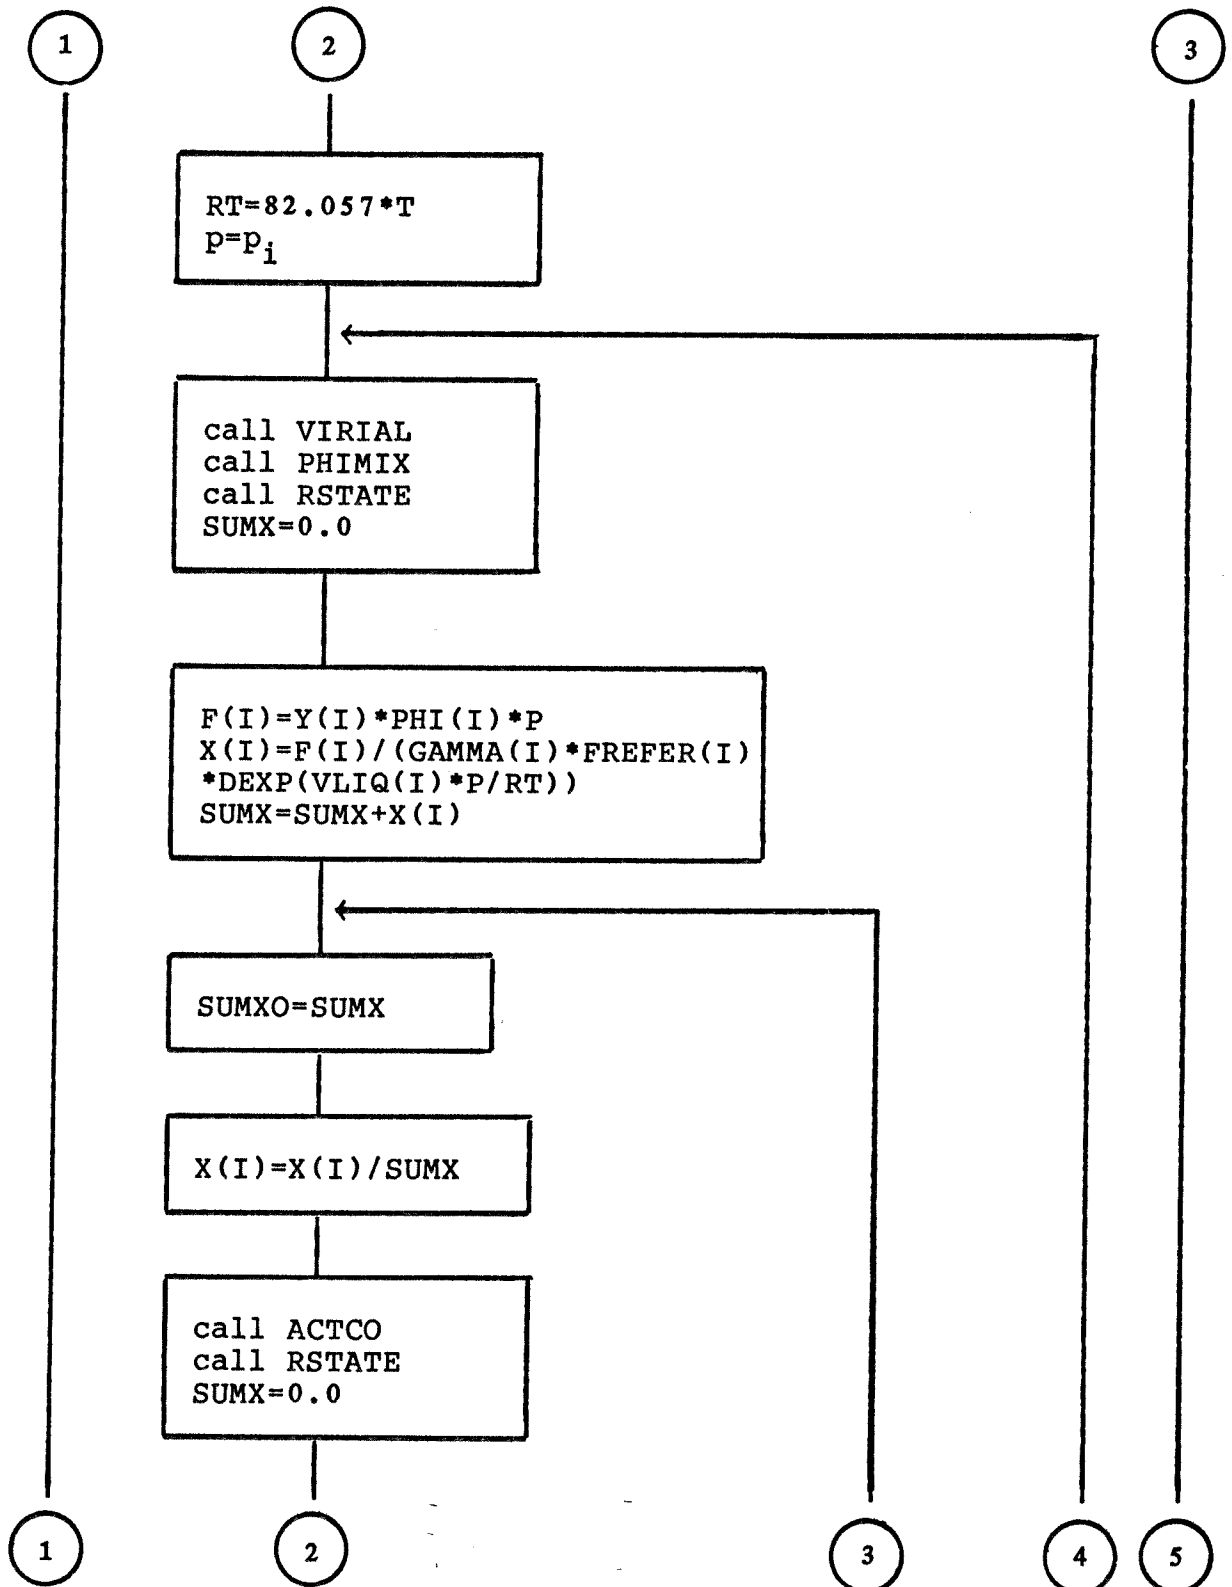 1
2
3
RT=82.057*T
p=pi
call VIRIAL
call PHIMIX
call RSTATE
SUMX=0.0
F(I)=Y(I)*PHI(I)*P
X(I)=F(I)/(GAMMA(I)*FREFER(I)
*DEXP(VLIQ(I)*P/RT))
SUMX=SUMX+X(I)
SUMXO=SUMX
X(I)=X(I)/SUMX
call ACTCO
call RSTATE
SUMX=0.0
1
2
3
4
5